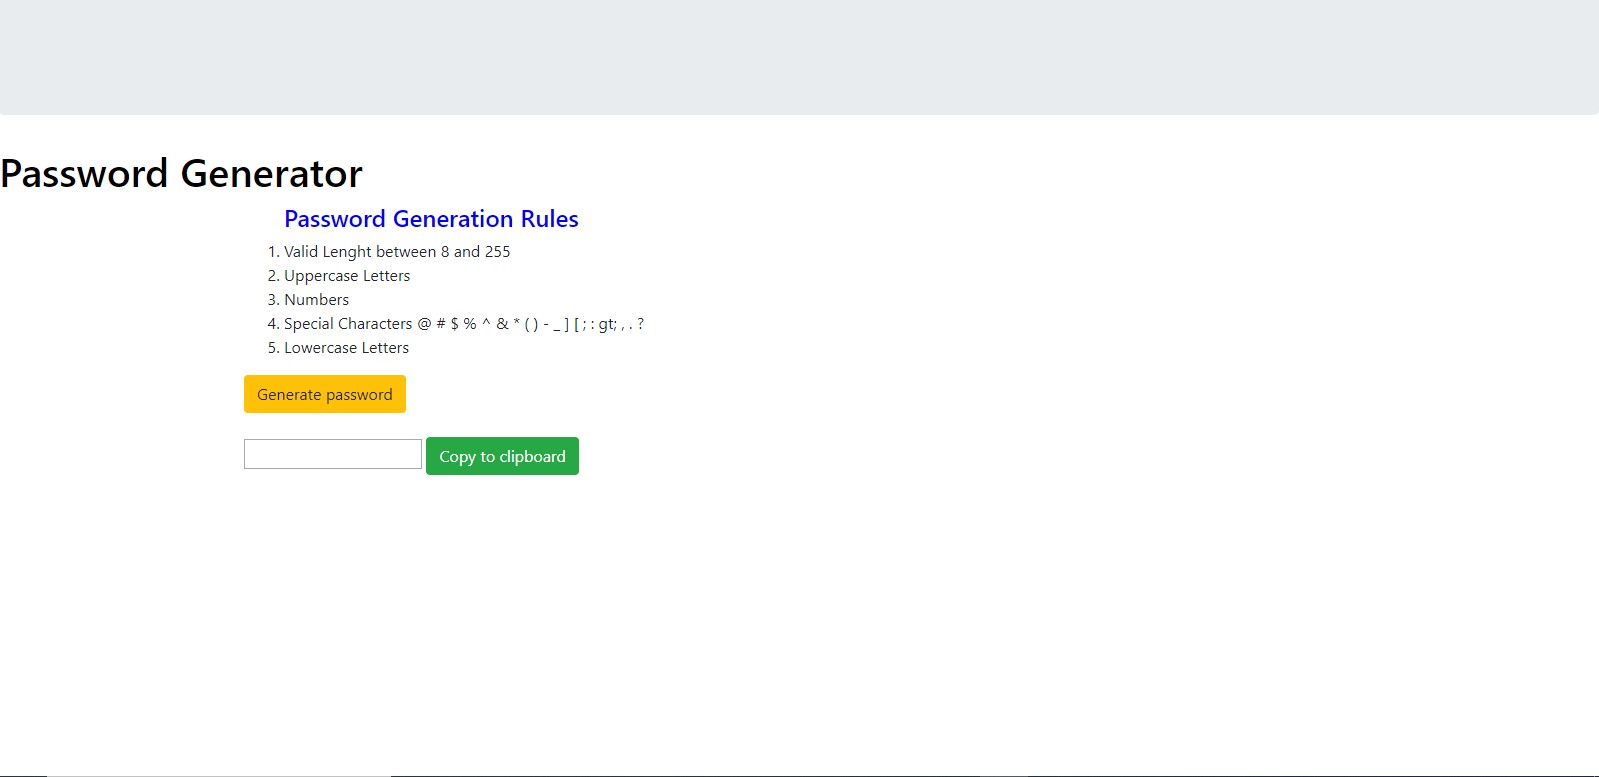 Password Generator
Password Generation Rules
1. Valid Lenght between 8 and 255
2. Uppercase Letters
3. Numbers
4. Special Characters @ # $ % ^ & * ( ) - _ ] [ ; : gt; , . ?
5. Lowercase Letters
Generate password
Copy to clipboard